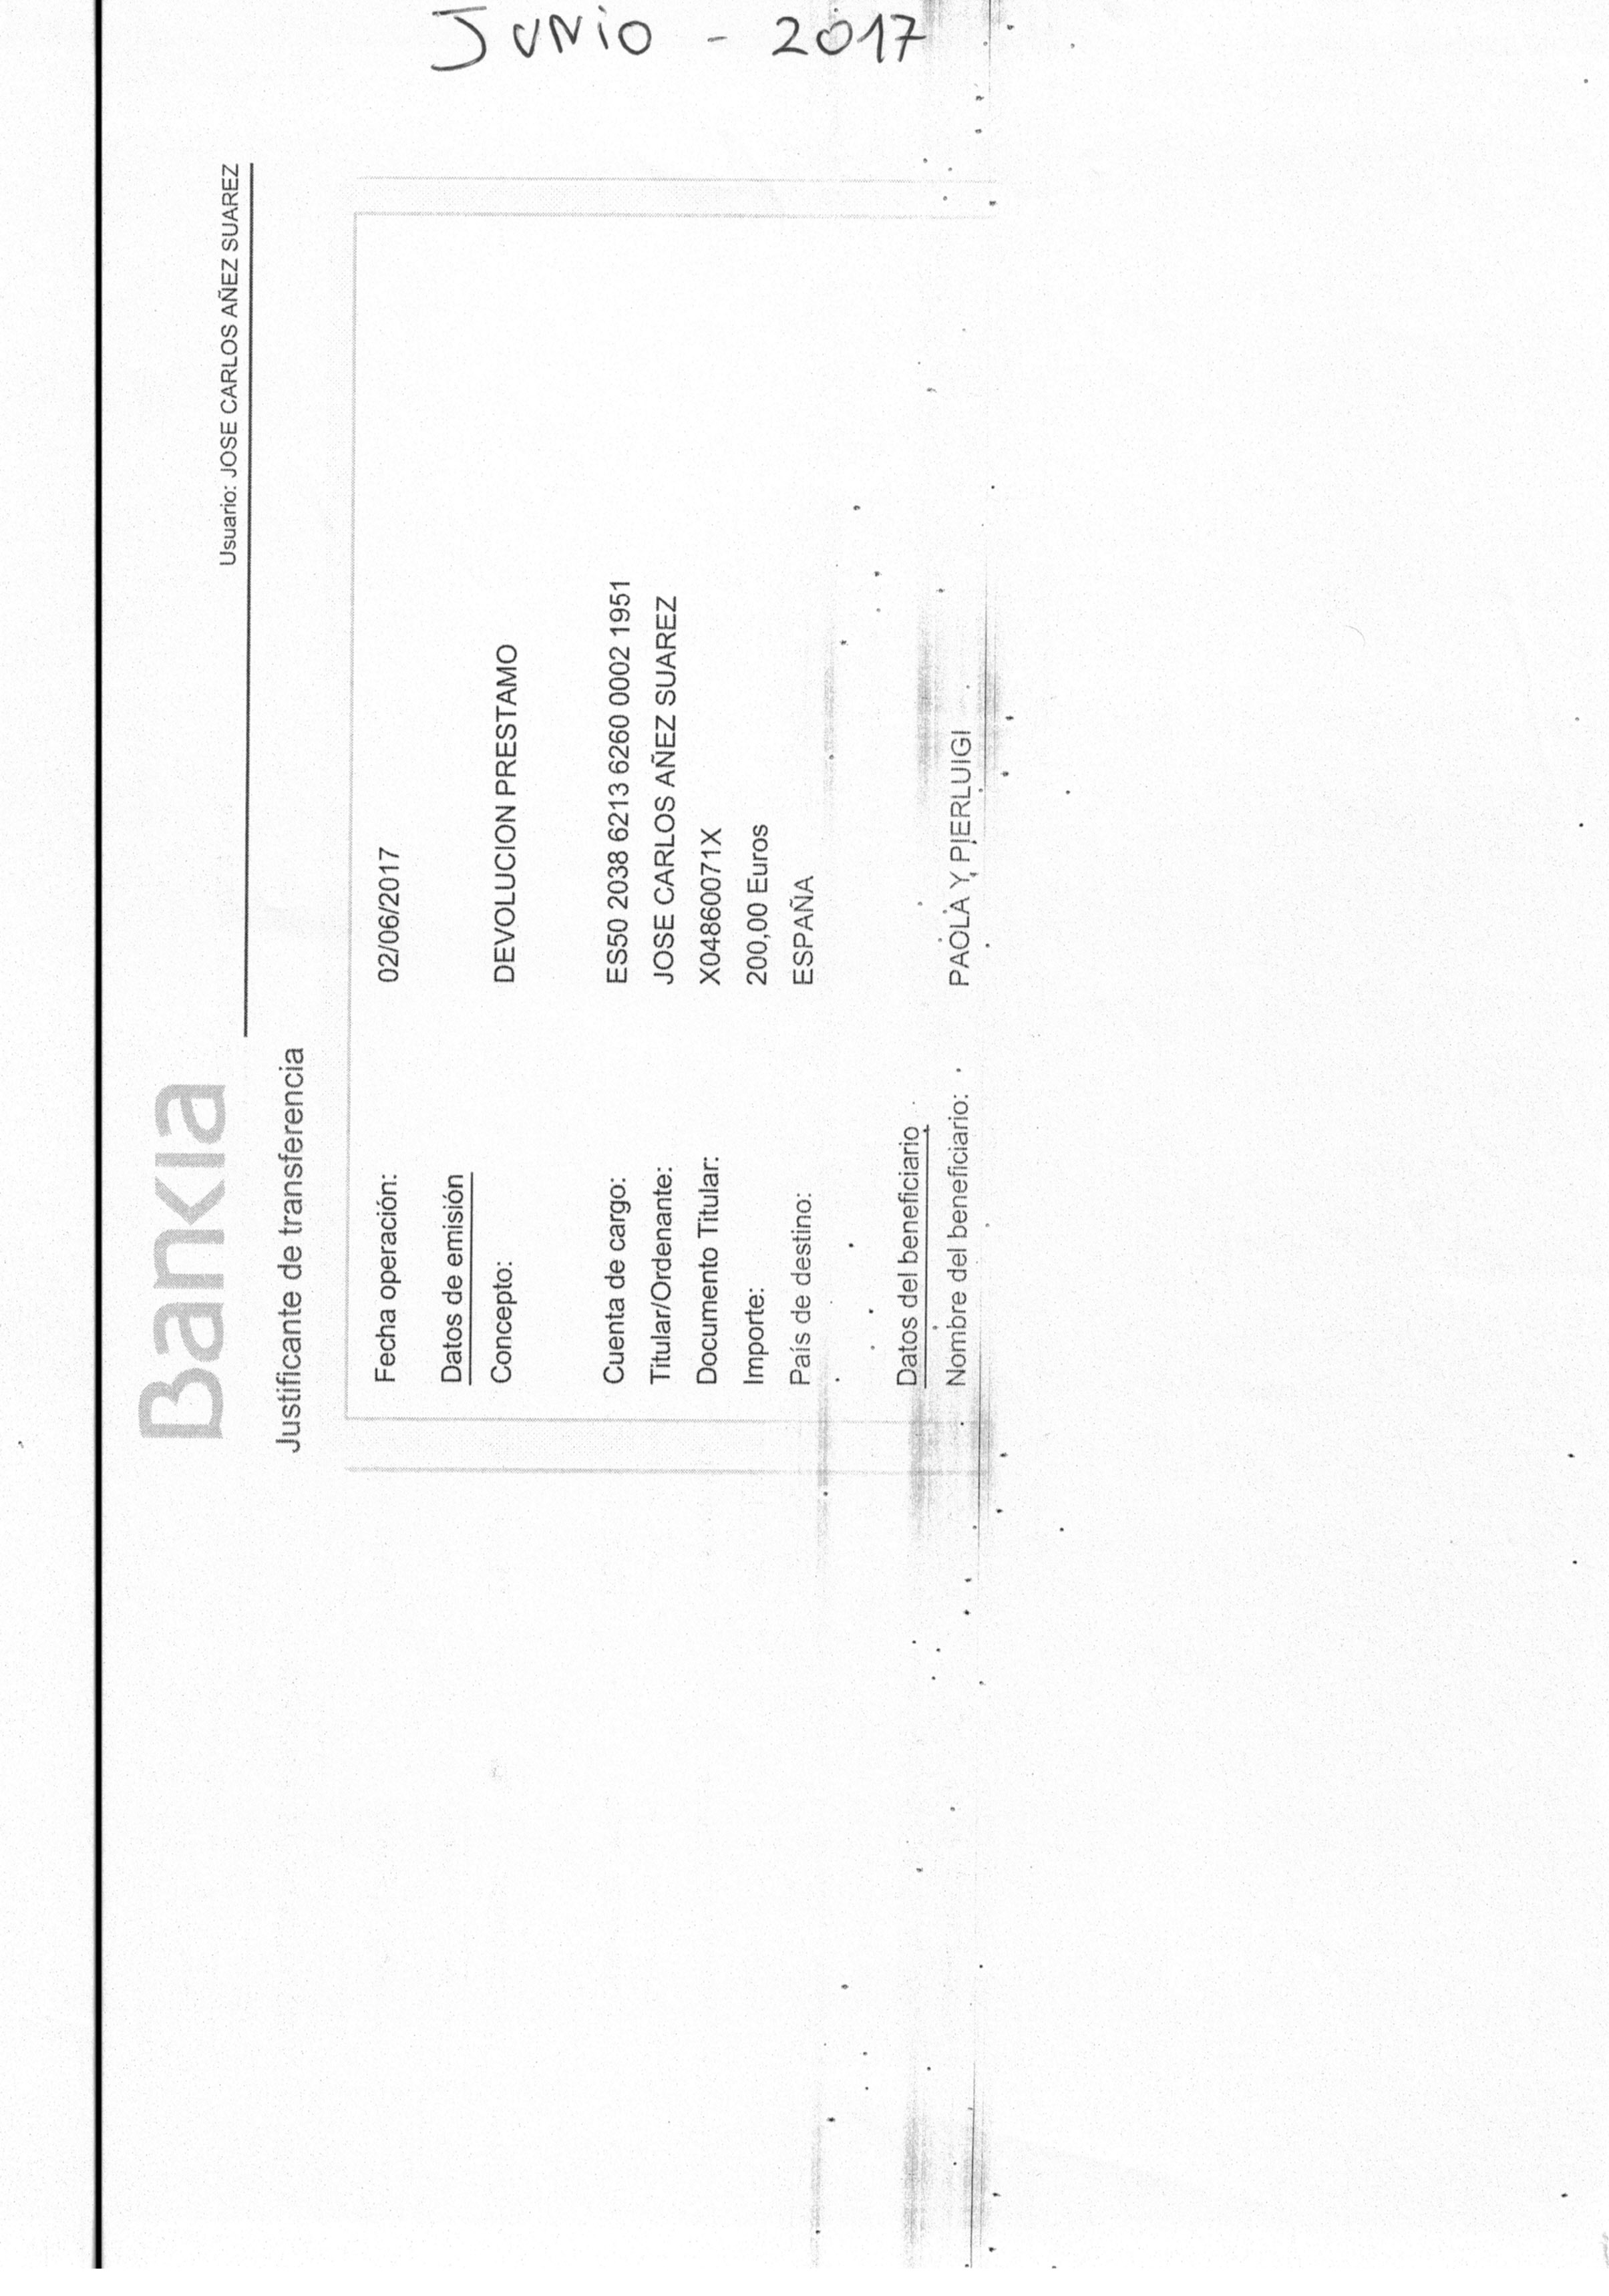 JUNIO - 2017
Bankia
Usuario: JOSE CARLOS AÑEZ SUAREZ
Justificante de transferencia
Fecha operación: 02/06/2017
Datos de emisión
Concepto: DEVOLUCION PRESTAMO
Cuenta de cargo: ES50 2038 6213 6260 0002 1951
Titular/Ordenante: JOSE CARLOS AÑEZ SUAREZ
Documento Titular: X04860071X
Importe: 200,00 Euros
País de destino: ESPAÑA
Datos del beneficiario
Nombre del beneficiario: PAOLA Y PIERLUIGI